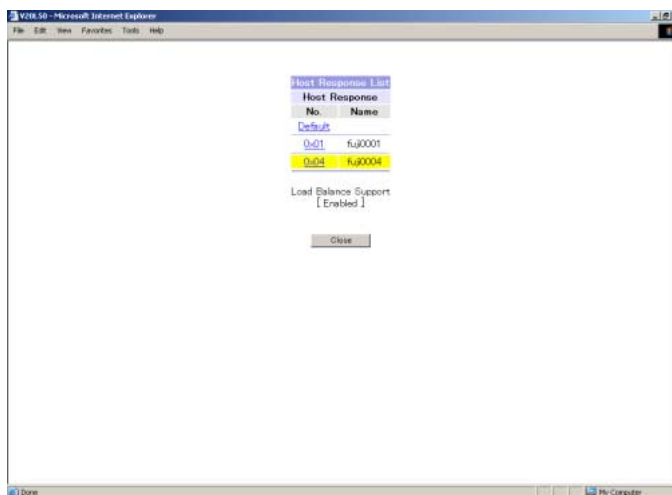 V20L50 - Microsoft Internet Explorer
File Edit View Favorites Tools Help
Host Response List
Host Response
No. Name
Default
0x01 fuji0001
0x04 fuji0004
Load Balance Support
[ Enabled ]
Close
Done My Computer